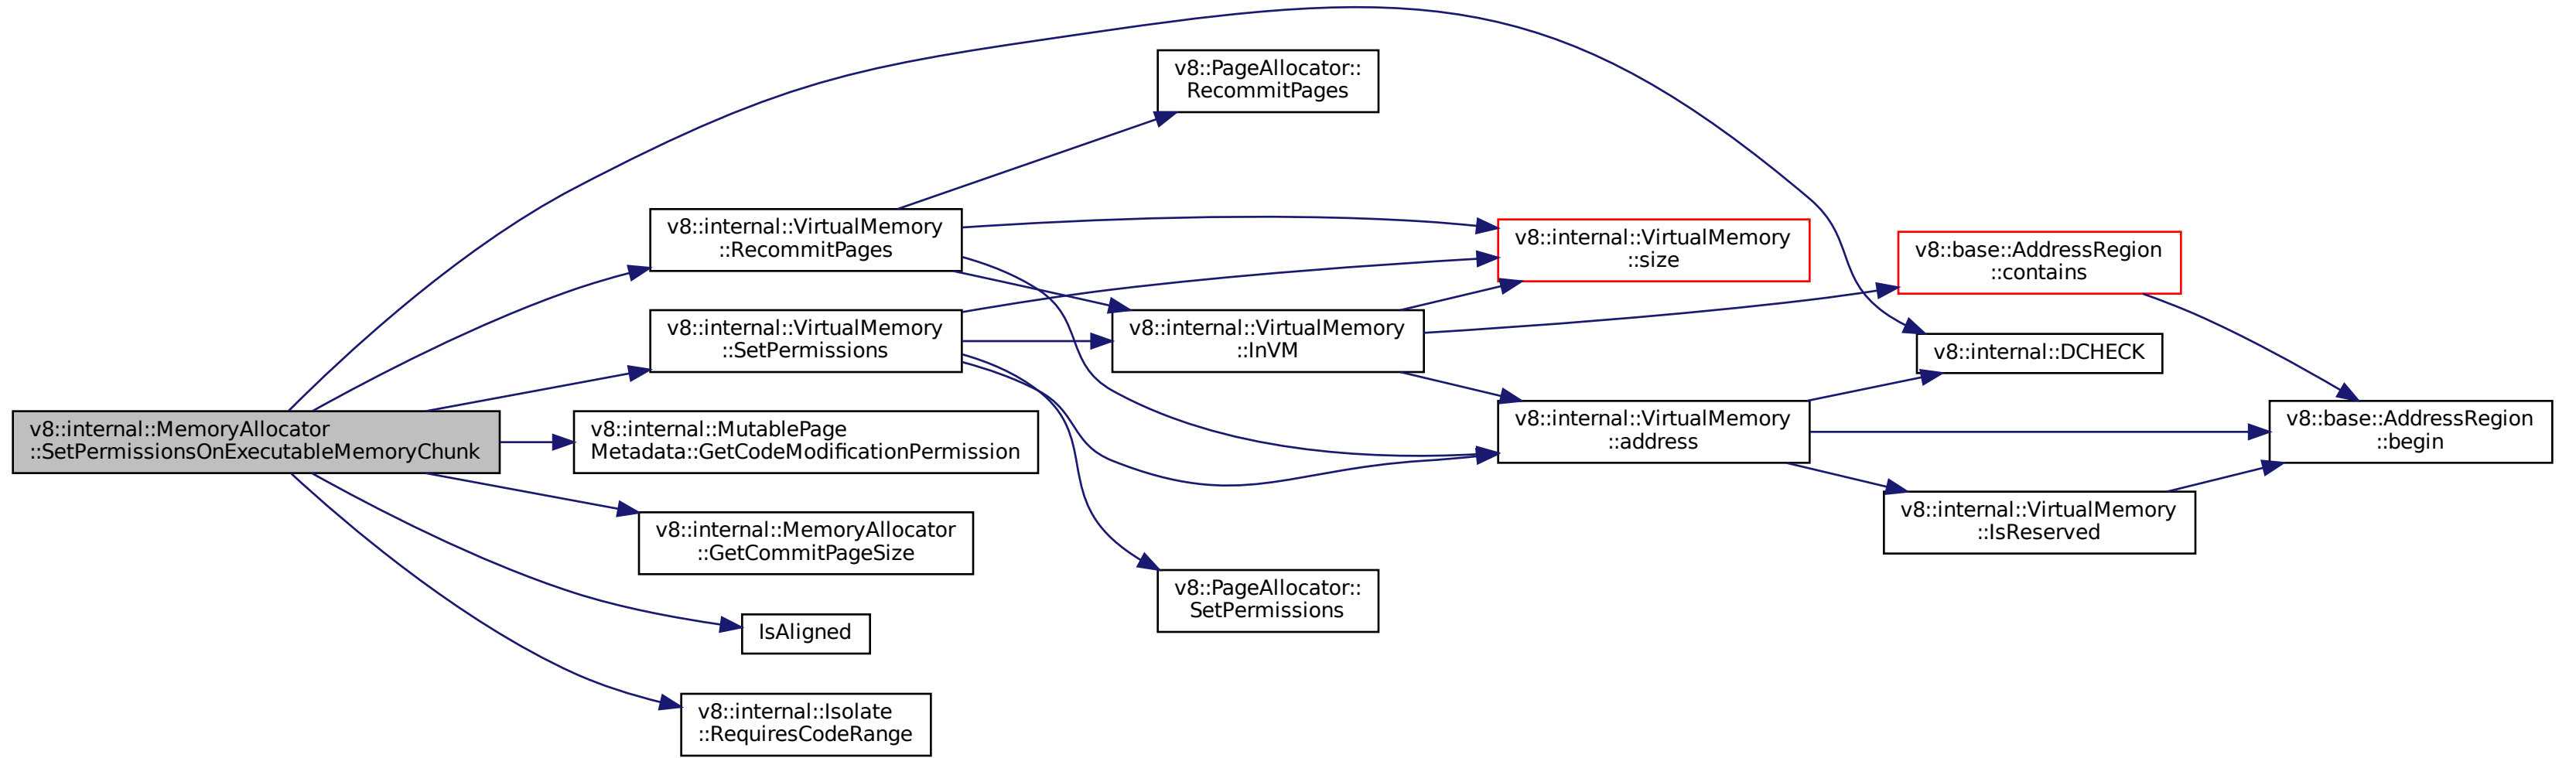 v8::internal::MemoryAllocator
::SetPermissionsOnExecutableMemoryChunk
v8::internal::VirtualMemory
::RecommitPages
v8::internal::VirtualMemory
::SetPermissions
v8::internal::MutablePage
Metadata::GetCodeModificationPermission
v8::internal::MemoryAllocator
::GetCommitPageSize
IsAligned
v8::internal::Isolate
::RequiresCodeRange
v8::PageAllocator::
RecommitPages
v8::internal::VirtualMemory
::InVM
v8::PageAllocator::
SetPermissions
v8::internal::VirtualMemory
::size
v8::internal::VirtualMemory
::address
v8::base::AddressRegion
::contains
v8::internal::DCHECK
v8::internal::VirtualMemory
::IsReserved
v8::base::AddressRegion
::begin